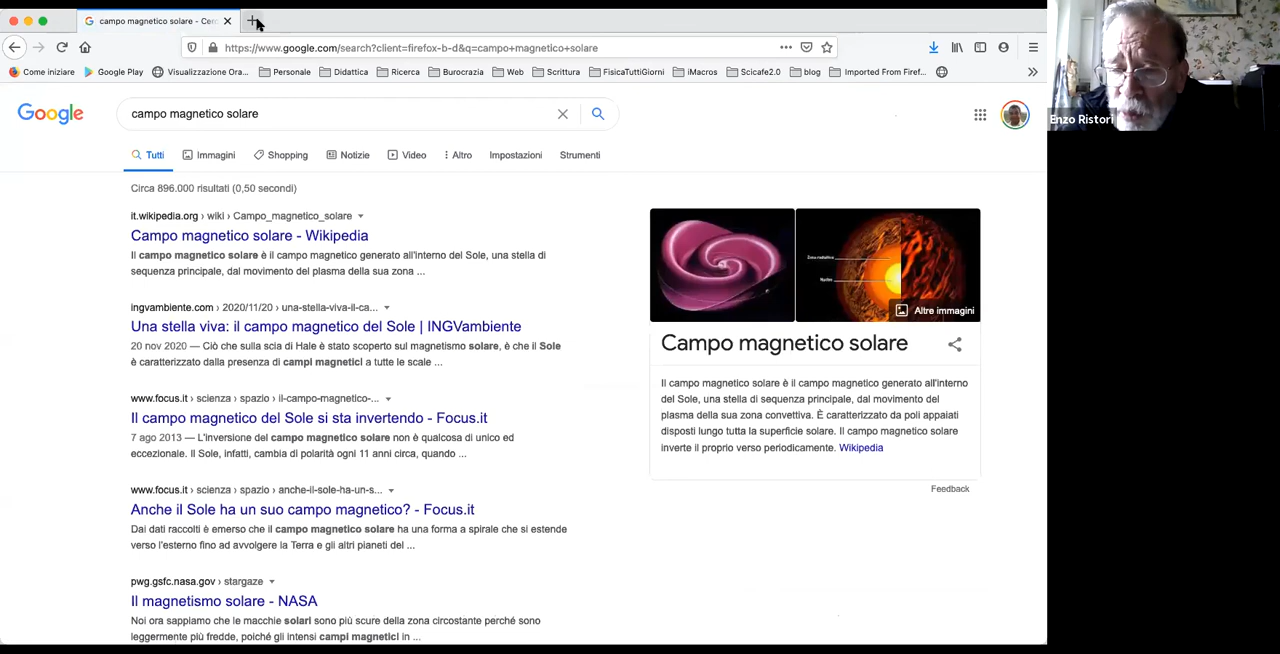 campo magnetico solare - Cerc
https://www.google.com/search?client=firefox-b-d&q=campo+magnetico+solare
Come iniziare Google Play Visualizzazione Ora... Personale Didattica Ricerca Burocrazia Web Scrittura FisicaTuttiGiorni iMacros Scicafe2.0 blog Imported From Firef...
Google
campo magnetico solare
Enzo Ristori
Tutti Immagini Shopping Notizie Video Altro Impostazioni Strumenti
Circa 896.000 risultati (0,50 secondi)
it.wikipedia.org › wiki › Campo_magnetico_solare
Campo magnetico solare - Wikipedia
Il campo magnetico solare è il campo magnetico generato all'interno del Sole, una stella di
sequenza principale, dal movimento del plasma della sua zona ...
ingvambiente.com › 2020/11/20 › una-stella-viva-il-ca...
Una stella viva: il campo magnetico del Sole | INGVambiente
20 nov 2020 — Ciò che sulla scia di Hale è stato scoperto sul magnetismo solare, è che il Sole
è caratterizzato dalla presenza di campi magnetici a tutte le scale ...
www.focus.it › scienza › spazio › il-campo-magnetico-...
Il campo magnetico del Sole si sta invertendo - Focus.it
7 ago 2013 — L'inversione del campo magnetico solare non è qualcosa di unico ed
eccezionale. Il Sole, infatti, cambia di polarità ogni 11 anni circa, quando ...
www.focus.it › scienza › spazio › anche-il-sole-ha-un-s...
Anche il Sole ha un suo campo magnetico? - Focus.it
Dai dati raccolti è emerso che il campo magnetico solare ha una forma a spirale che si estende
verso l'esterno fino ad avvolgere la Terra e gli altri pianeti del ...
pwg.gsfc.nasa.gov › stargaze
Il magnetismo solare - NASA
Noi ora sappiamo che le macchie solari sono più scure della zona circostante perché sono
leggermente più fredde, poiché gli intensi campi magnetici in ...
Zona radiattiva
Nucleo
Altre immagini
Campo magnetico solare
Il campo magnetico solare è il campo magnetico generato all'interno
del Sole, una stella di sequenza principale, dal movimento del
plasma della sua zona convettiva. È caratterizzato da poli appaiati
disposti lungo tutta la superficie solare. Il campo magnetico solare
inverte il proprio verso periodicamente. Wikipedia
Feedback